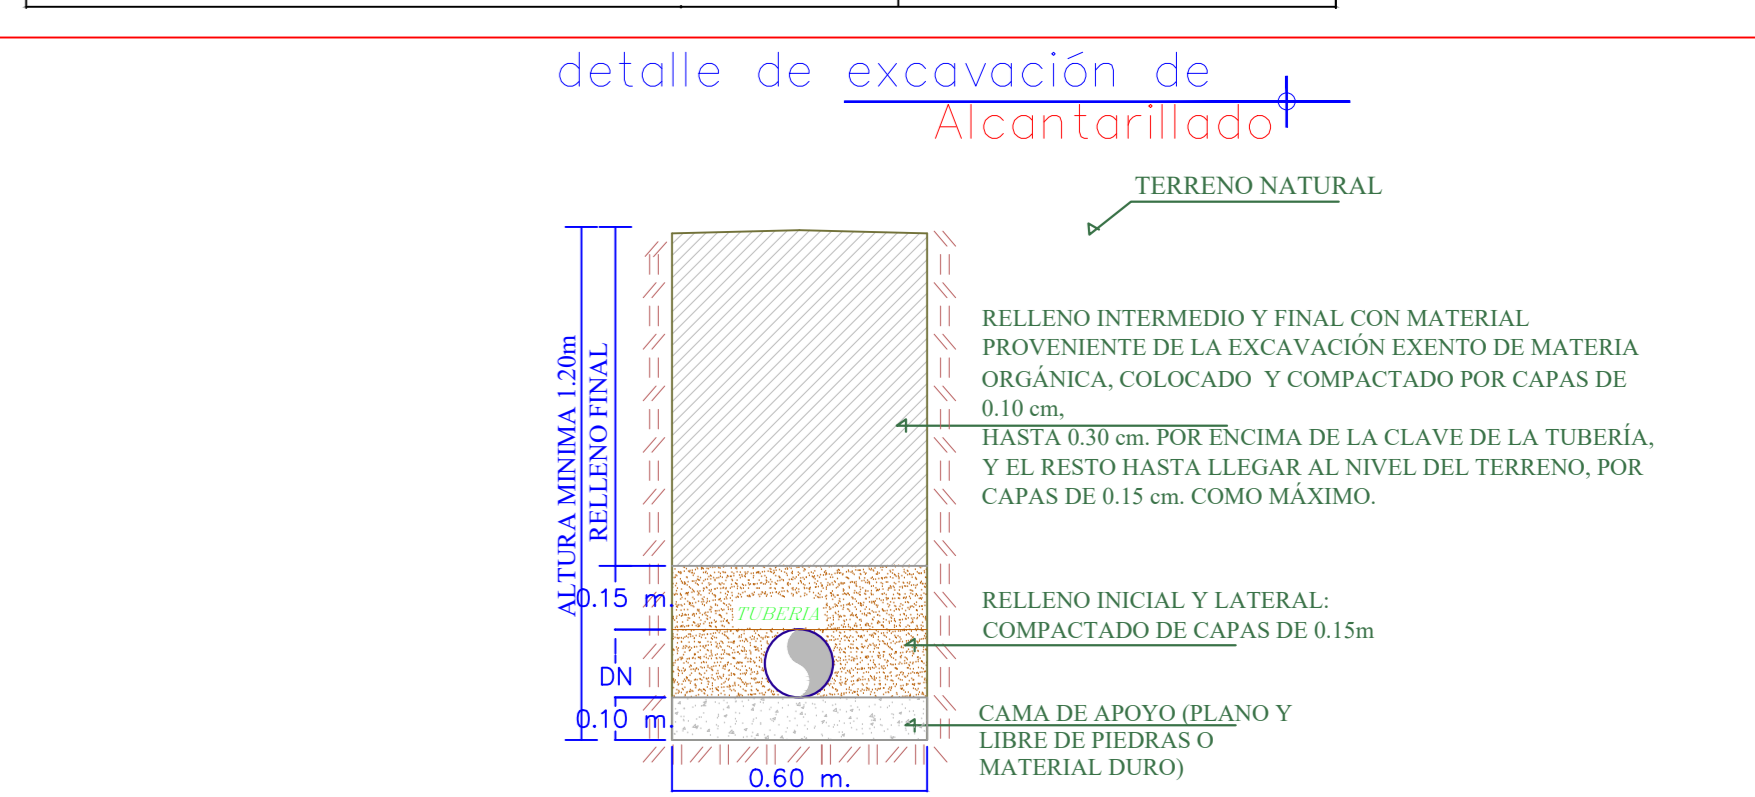 detalle de excavación de
Alcantarillado
TERRENO NATURAL
ALTURA MINIMA 1.20m
RELLENO FINAL
RELLENO INTERMEDIO Y FINAL CON MATERIAL
PROVENIENTE DE LA EXCAVACIÓN EXENTO DE MATERIA
ORGÁNICA, COLOCADO Y COMPACTADO POR CAPAS DE
0.10 cm,
HASTA 0.30 cm. POR ENCIMA DE LA CLAVE DE LA TUBERÍA,
Y EL RESTO HASTA LLEGAR AL NIVEL DEL TERRENO, POR
CAPAS DE 0.15 cm. COMO MÁXIMO.
0.15 m.
TUBERIA
RELLENO INICIAL Y LATERAL:
COMPACTADO DE CAPAS DE 0.15m
DN
0.10 m.
CAMA DE APOYO (PLANO Y
LIBRE DE PIEDRAS O
MATERIAL DURO)
0.60 m.